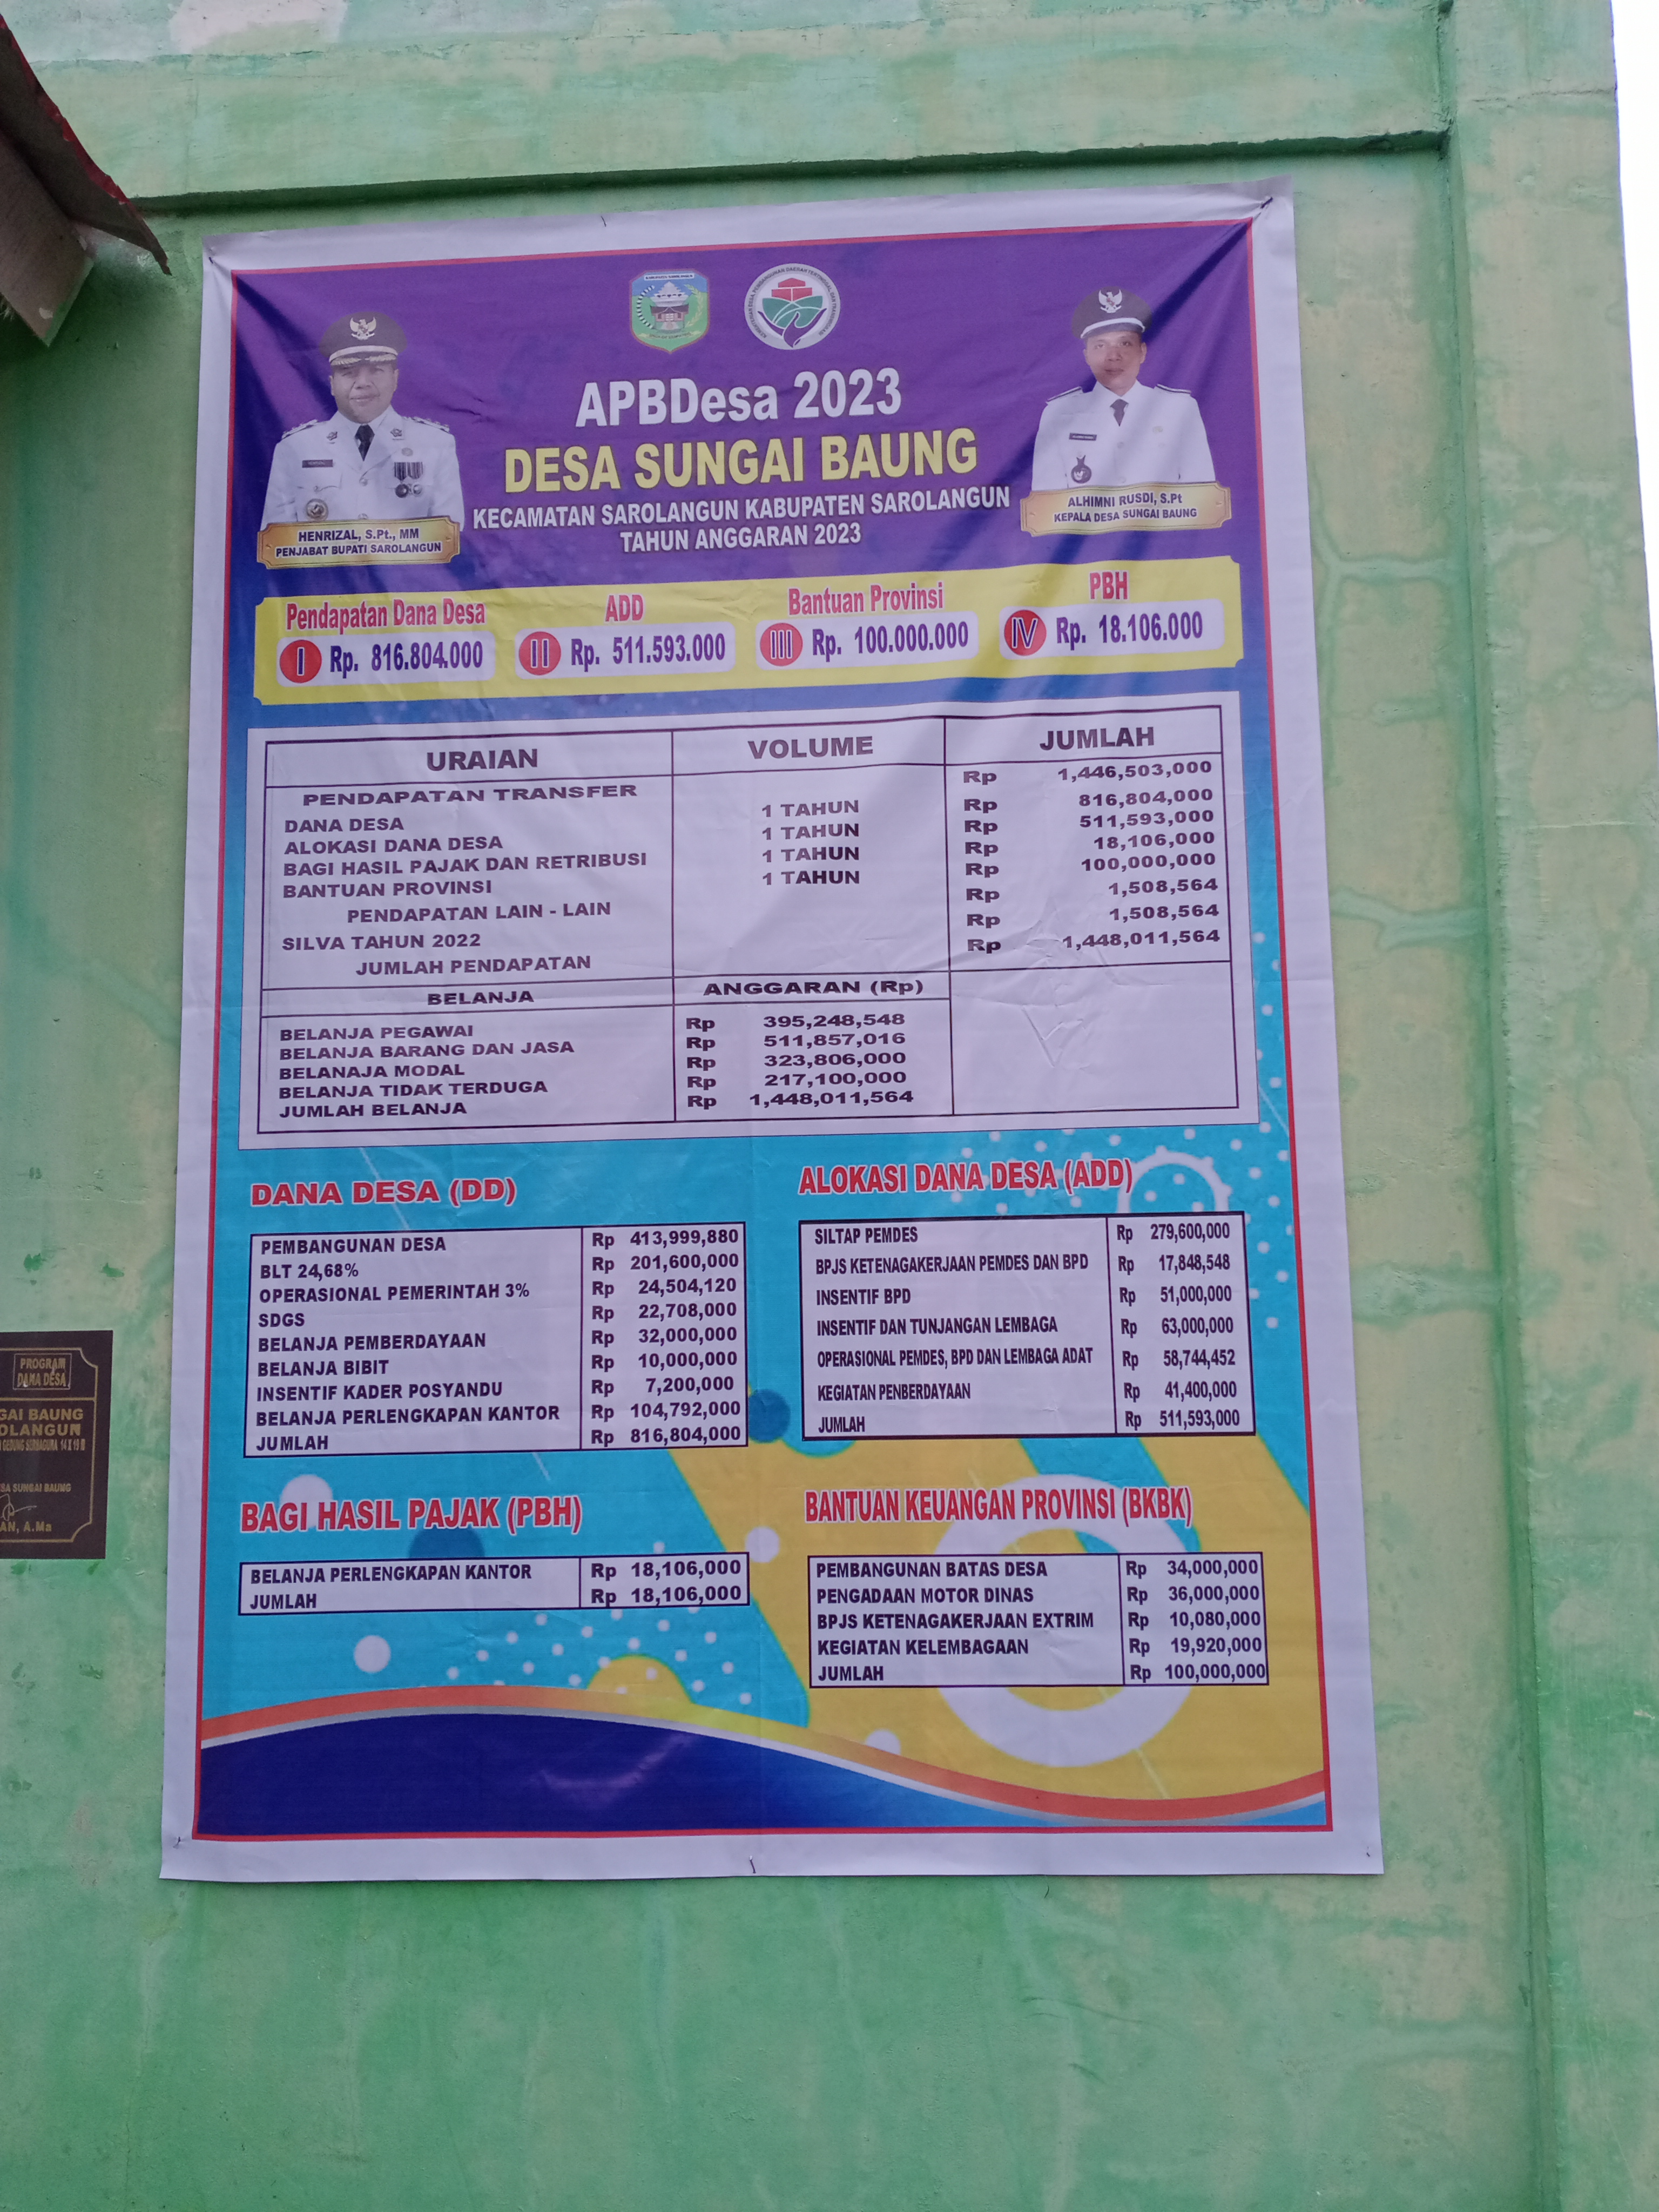 APBDesa 2023
DESA SUNGAI BAUNG
KECAMATAN SAROLANGUN KABUPATEN SAROLANGUN
TAHUN ANGGARAN 2023
HENRIZAL, S.Pt., MM
PENJABAT BUPATI SAROLANGUN
ALHIMNI RUSDI, S.Pt
KEPALA DESA SUNGAI BAUNG
Pendapatan Dana Desa
I Rp. 816.804.000
ADD
II Rp. 511.593.000
Bantuan Provinsi
III Rp. 100.000.000
PBH
IV Rp. 18.106.000
URAIAN VOLUME JUMLAH
PENDAPATAN TRANSFER Rp 1,446,503,000
DANA DESA 1 TAHUN Rp 816,804,000
ALOKASI DANA DESA 1 TAHUN Rp 511,593,000
BAGI HASIL PAJAK DAN RETRIBUSI 1 TAHUN Rp 18,106,000
BANTUAN PROVINSI 1 TAHUN Rp 100,000,000
PENDAPATAN LAIN - LAIN Rp 1,508,564
SILVA TAHUN 2022 Rp 1,508,564
JUMLAH PENDAPATAN Rp 1,448,011,564
BELANJA ANGGARAN (Rp)
BELANJA PEGAWAI Rp 395,248,548
BELANJA BARANG DAN JASA Rp 511,857,016
BELANAJA MODAL Rp 323,806,000
BELANJA TIDAK TERDUGA Rp 217,100,000
JUMLAH BELANJA Rp 1,448,011,564
DANA DESA (DD)
PEMBANGUNAN DESA Rp 413,999,880
BLT 24,68% Rp 201,600,000
OPERASIONAL PEMERINTAH 3% Rp 24,504,120
SDGS Rp 22,708,000
BELANJA PEMBERDAYAAN Rp 32,000,000
BELANJA BIBIT Rp 10,000,000
INSENTIF KADER POSYANDU Rp 7,200,000
BELANJA PERLENGKAPAN KANTOR Rp 104,792,000
JUMLAH Rp 816,804,000
ALOKASI DANA DESA (ADD)
SILTAP PEMDES Rp 279,600,000
BPJS KETENAGAKERJAAN PEMDES DAN BPD Rp 17,848,548
INSENTIF BPD Rp 51,000,000
INSENTIF DAN TUNJANGAN LEMBAGA Rp 63,000,000
OPERASIONAL PEMDES, BPD DAN LEMBAGA ADAT Rp 58,744,452
KEGIATAN PENBERDAYAAN Rp 41,400,000
JUMLAH Rp 511,593,000
BAGI HASIL PAJAK (PBH)
BELANJA PERLENGKAPAN KANTOR Rp 18,106,000
JUMLAH Rp 18,106,000
BANTUAN KEUANGAN PROVINSI (BKBK)
PEMBANGUNAN BATAS DESA Rp 34,000,000
PENGADAAN MOTOR DINAS Rp 36,000,000
BPJS KETENAGAKERJAAN EXTRIM Rp 10,080,000
KEGIATAN KELEMBAGAAN Rp 19,920,000
JUMLAH Rp 100,000,000
PROGRAM
DANA DESA
GAI BAUNG
OLANGUN
SUNGAI BAUNG
AN, A.Ma